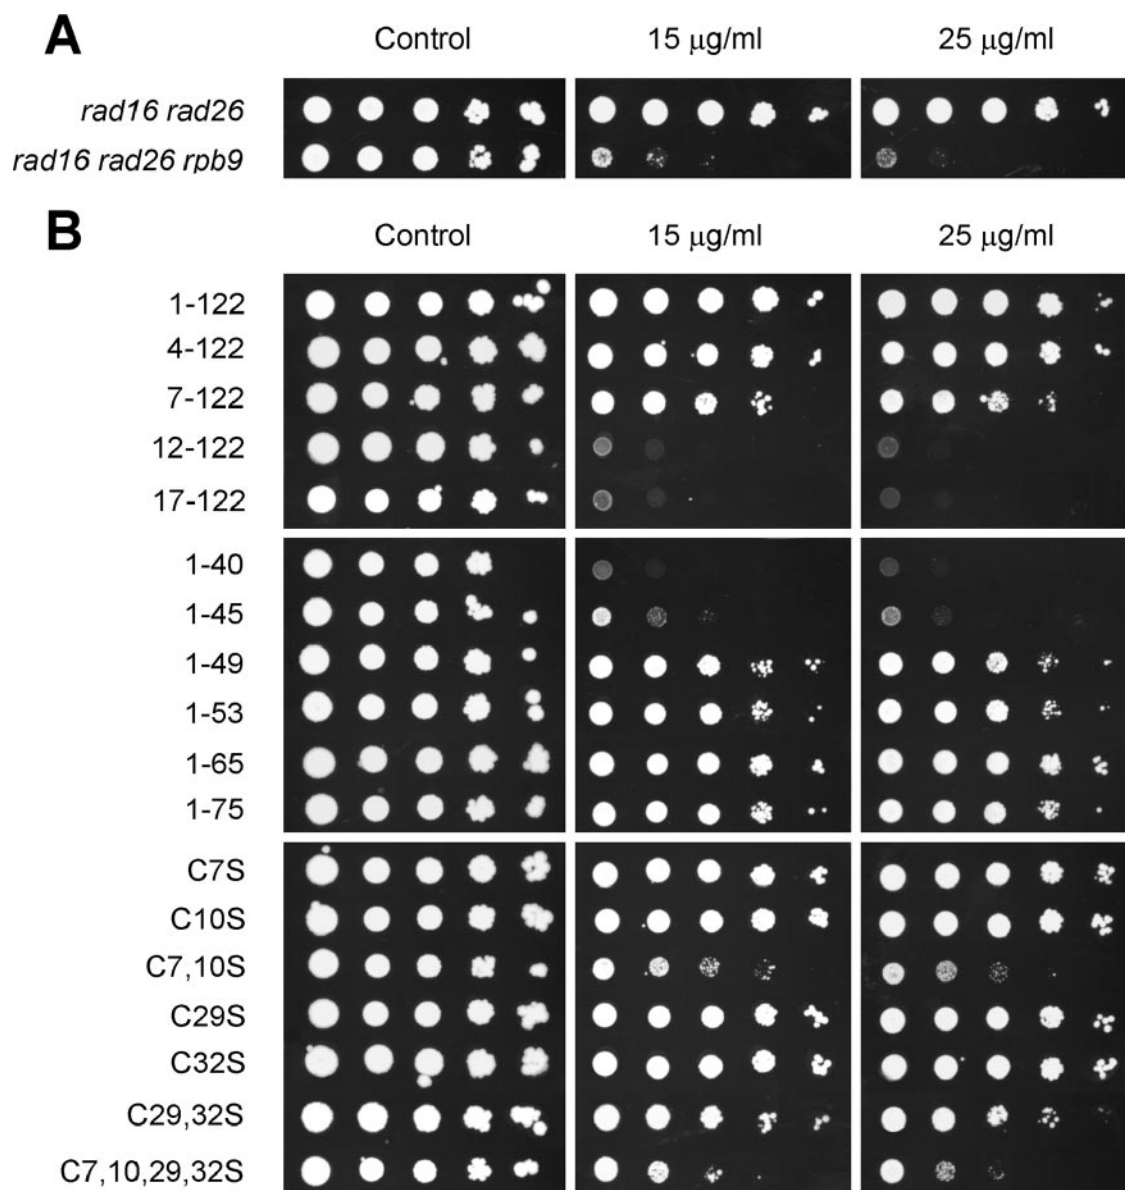 A
Control 15 μg/ml 25 μg/ml
rad16 rad26
rad16 rad26 rpb9
B
Control 15 μg/ml 25 μg/ml
1-122
4-122
7-122
12-122
17-122
1-40
1-45
1-49
1-53
1-65
1-75
C7S
C10S
C7,10S
C29S
C32S
C29,32S
C7,10,29,32S